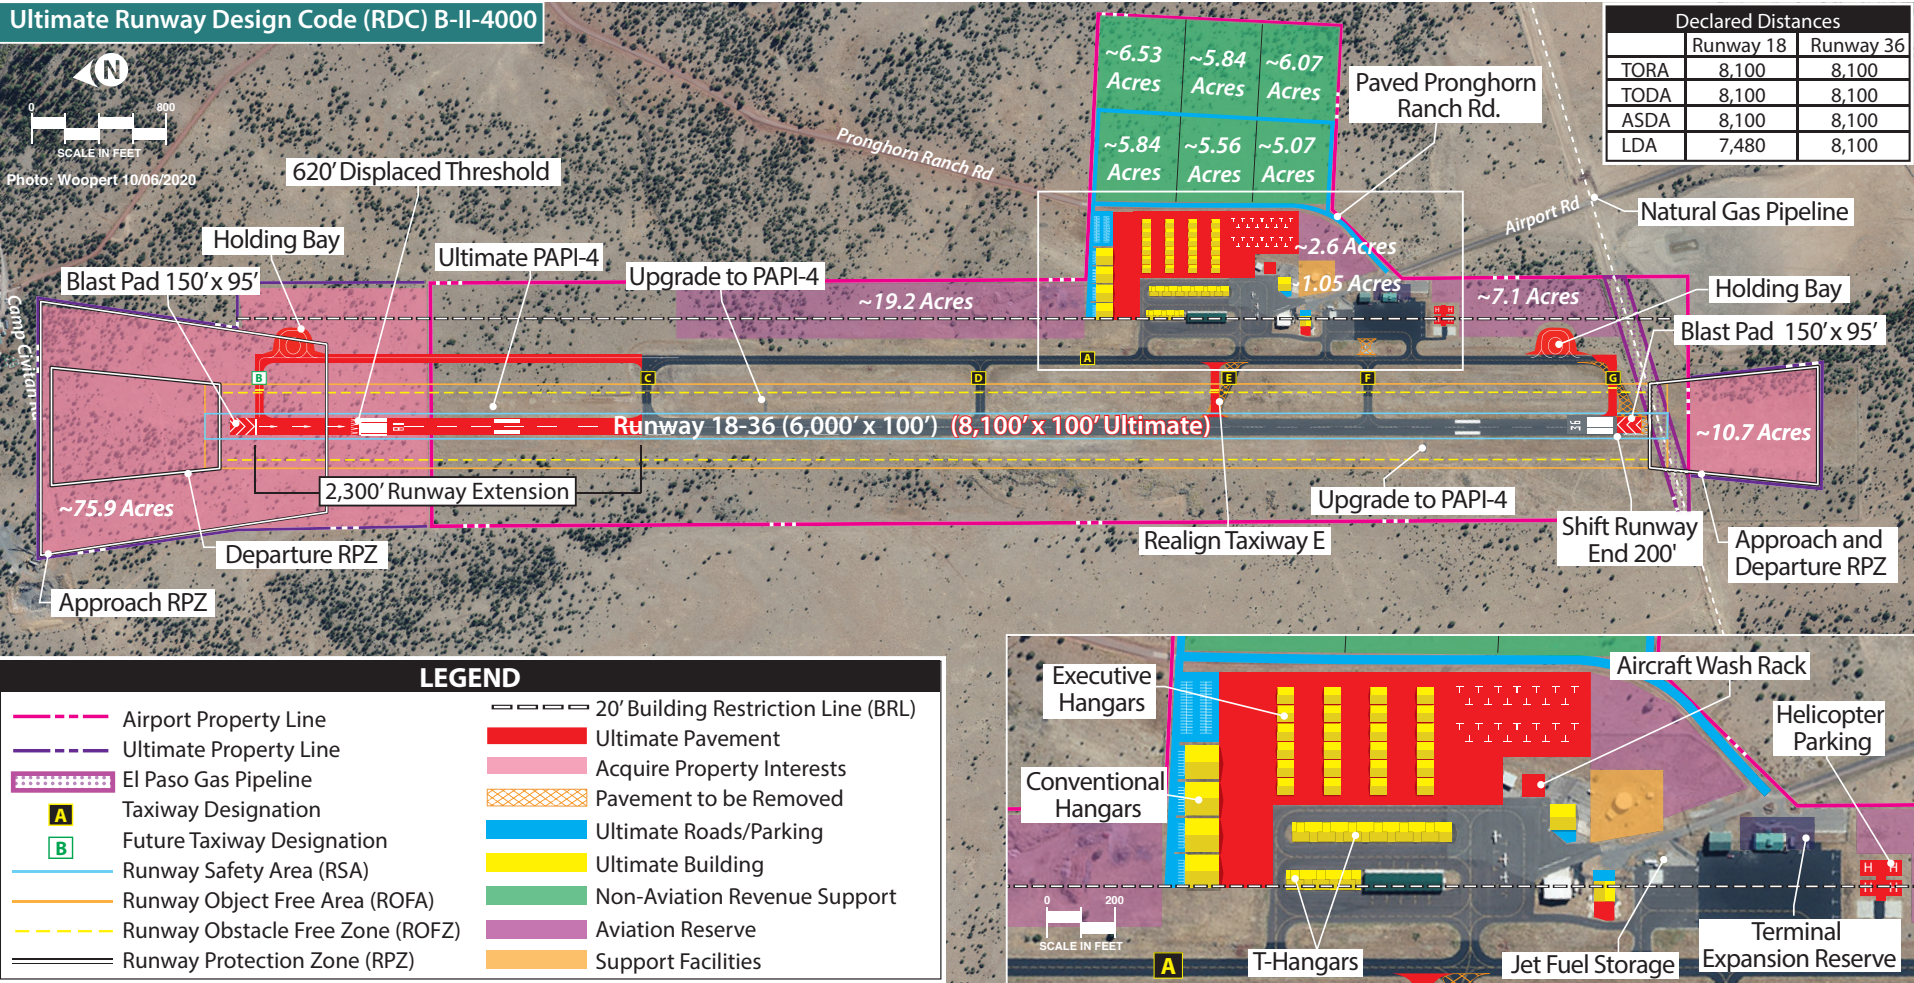 Ultimate Runway Design Code (RDC) B-II-4000
N
0 800
SCALE IN FEET
Photo: Woopert 10/06/2020
Declared Distances
Runway 18 Runway 36
TORA 8,100 8,100
TODA 8,100 8,100
ASDA 8,100 8,100
LDA 7,480 8,100
~6.53 Acres
~5.84 Acres
~6.07 Acres
~5.84 Acres
~5.56 Acres
~5.07 Acres
Paved Pronghorn
Ranch Rd.
Pronghorn Ranch Rd
Airport Rd
Natural Gas Pipeline
620' Displaced Threshold
Holding Bay
Blast Pad 150' x 95'
Ultimate PAPI-4
Upgrade to PAPI-4
~19.2 Acres
~2.6 Acres
~1.05 Acres
~7.1 Acres
Holding Bay
Blast Pad 150' x 95'
A
B
C
D
E
F
G
H H
18
36
Runway 18-36 (6,000' x 100') (8,100' x 100' Ultimate)
~10.7 Acres
2,300' Runway Extension
~75.9 Acres
Departure RPZ
Approach RPZ
Upgrade to PAPI-4
Realign Taxiway E
Shift Runway
End 200'
Approach and
Departure RPZ
LEGEND
Airport Property Line
Ultimate Property Line
El Paso Gas Pipeline
A Taxiway Designation
B Future Taxiway Designation
Runway Safety Area (RSA)
Runway Object Free Area (ROFA)
Runway Obstacle Free Zone (ROFZ)
Runway Protection Zone (RPZ)
20' Building Restriction Line (BRL)
Ultimate Pavement
Acquire Property Interests
Pavement to be Removed
Ultimate Roads/Parking
Ultimate Building
Non-Aviation Revenue Support
Aviation Reserve
Support Facilities
Executive
Hangars
Conventional
Hangars
Aircraft Wash Rack
Helicopter
Parking
H H
H H
0 200
SCALE IN FEET
A
T-Hangars
Jet Fuel Storage
Terminal
Expansion Reserve